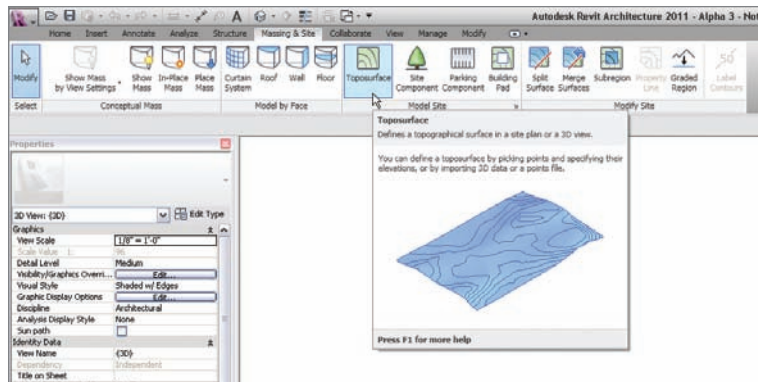 Autodesk Revit Architecture 2011 - Alpha 3 - Not
Home Insert Annotate Analyze Structure Massing & Site Collaborate View Manage Modify
Modify
Show Mass by View Settings
Show Mass
In-Place Mass
Place Mass
Curtain System
Roof
Wall
Floor
Toposurface
Site Component
Parking Component
Building Pad
Split Surface
Merge Surfaces
Subregion
Property Line
Graded Region
Label Contours
Select
Conceptual Mass
Model by Face
Model Site
Modify Site
Properties
3D View: {3D}
Edit Type
Graphics
View Scale 1/8" = 1'-0"
Scale Value 1: 96
Detail Level Medium
Visibility/Graphics Overri... Edit...
Visual Style Shaded w/ Edges
Graphic Display Options Edit...
Discipline Architectural
Analysis Display Style None
Sun path
Identity Data
View Name {3D}
Dependency Independent
Title on Sheet
Toposurface
Defines a topographical surface in a site plan or a 3D view.
You can define a toposurface by picking points and specifying their
elevations, or by importing 3D data or a points file.
Press F1 for more help